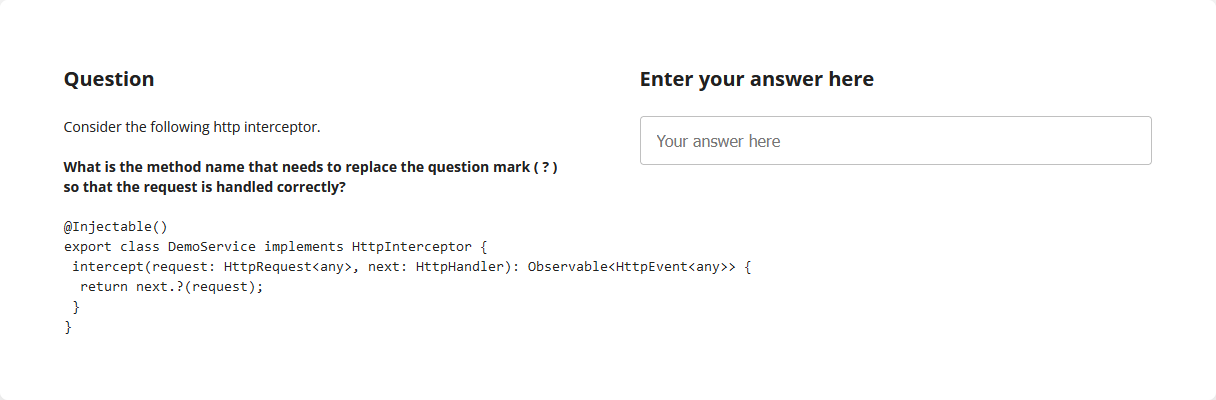 Question
Consider the following http interceptor.
What is the method name that needs to replace the question mark ( ? )
so that the request is handled correctly?
@Injectable()
export class DemoService implements HttpInterceptor {
 intercept(request: HttpRequest<any>, next: HttpHandler): Observable<HttpEvent<any>> {
  return next.?(request);
 }
}
Enter your answer here
Your answer here